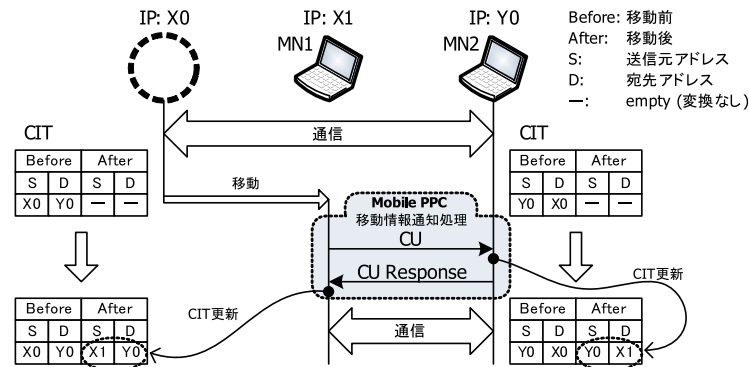 IP: X0
IP: X1
IP: Y0
MN1
MN2
Before: 移動前
After: 移動後
S: 送信元アドレス
D: 宛先アドレス
ー: empty (変換なし)
通信
CIT
Before After
S D S D
X0 Y0 ー ー
CIT
Before After
S D S D
Y0 X0 ー ー
移動
Mobile PPC
移動情報通知処理
CU
CU Response
CIT更新
CIT更新
通信
Before After
S D S D
X0 Y0 X1 Y0
Before After
S D S D
Y0 X0 Y0 X1